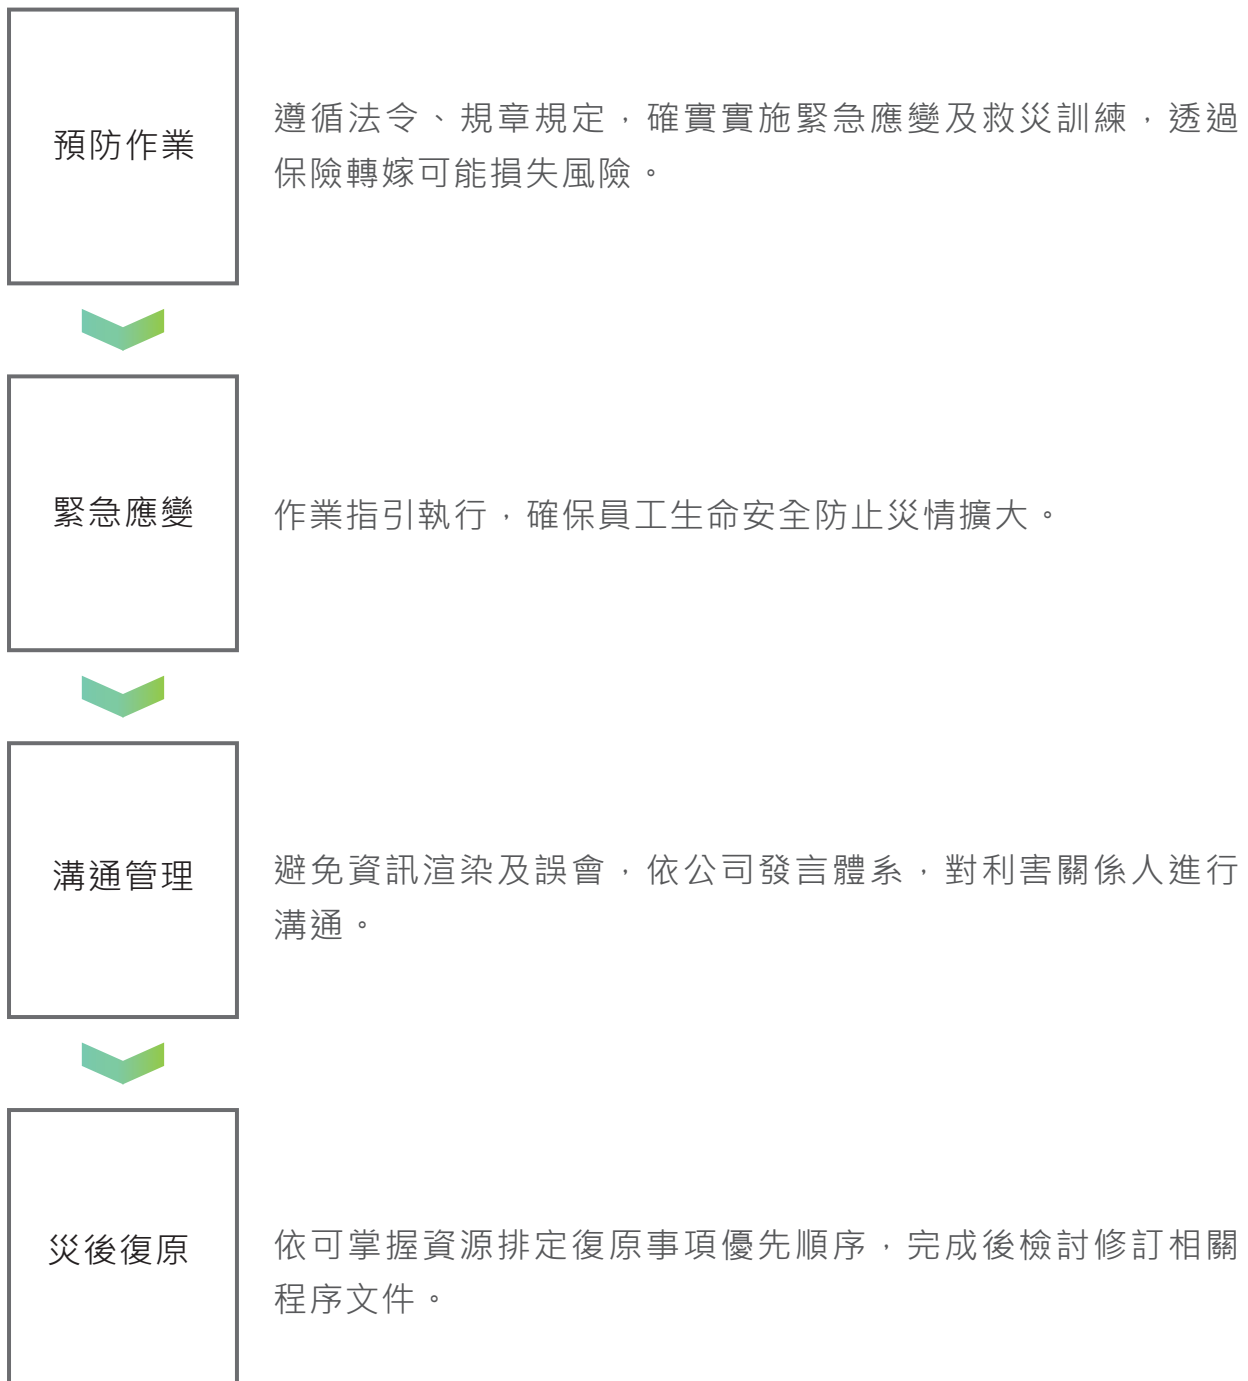 預防作業
遵循法令、規章規定，確實實施緊急應變及救災訓練，透過
保險轉嫁可能損失風險。
緊急應變
作業指引執行，確保員工生命安全防止災情擴大。
溝通管理
避免資訊渲染及誤會，依公司發言體系，對利害關係人進行
溝通。
災後復原
依可掌握資源排定復原事項優先順序，完成後檢討修訂相關
程序文件。